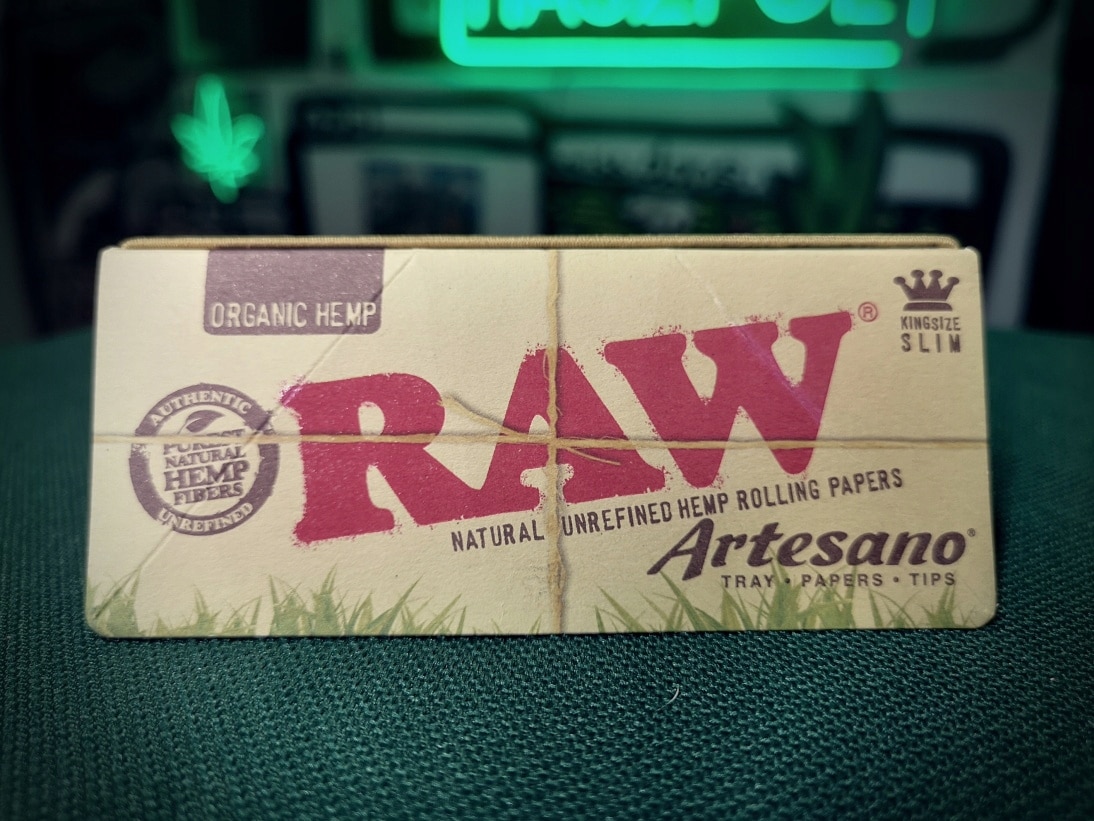 ORGANIC HEMP
KINGSIZE
SLIM
RAW®
AUTHENTIC
PUREST
NATURAL
HEMP
FIBERS
UNREFINED
NATURAL UNREFINED HEMP ROLLING PAPERS
Artesano®
TRAY • PAPERS • TIPS